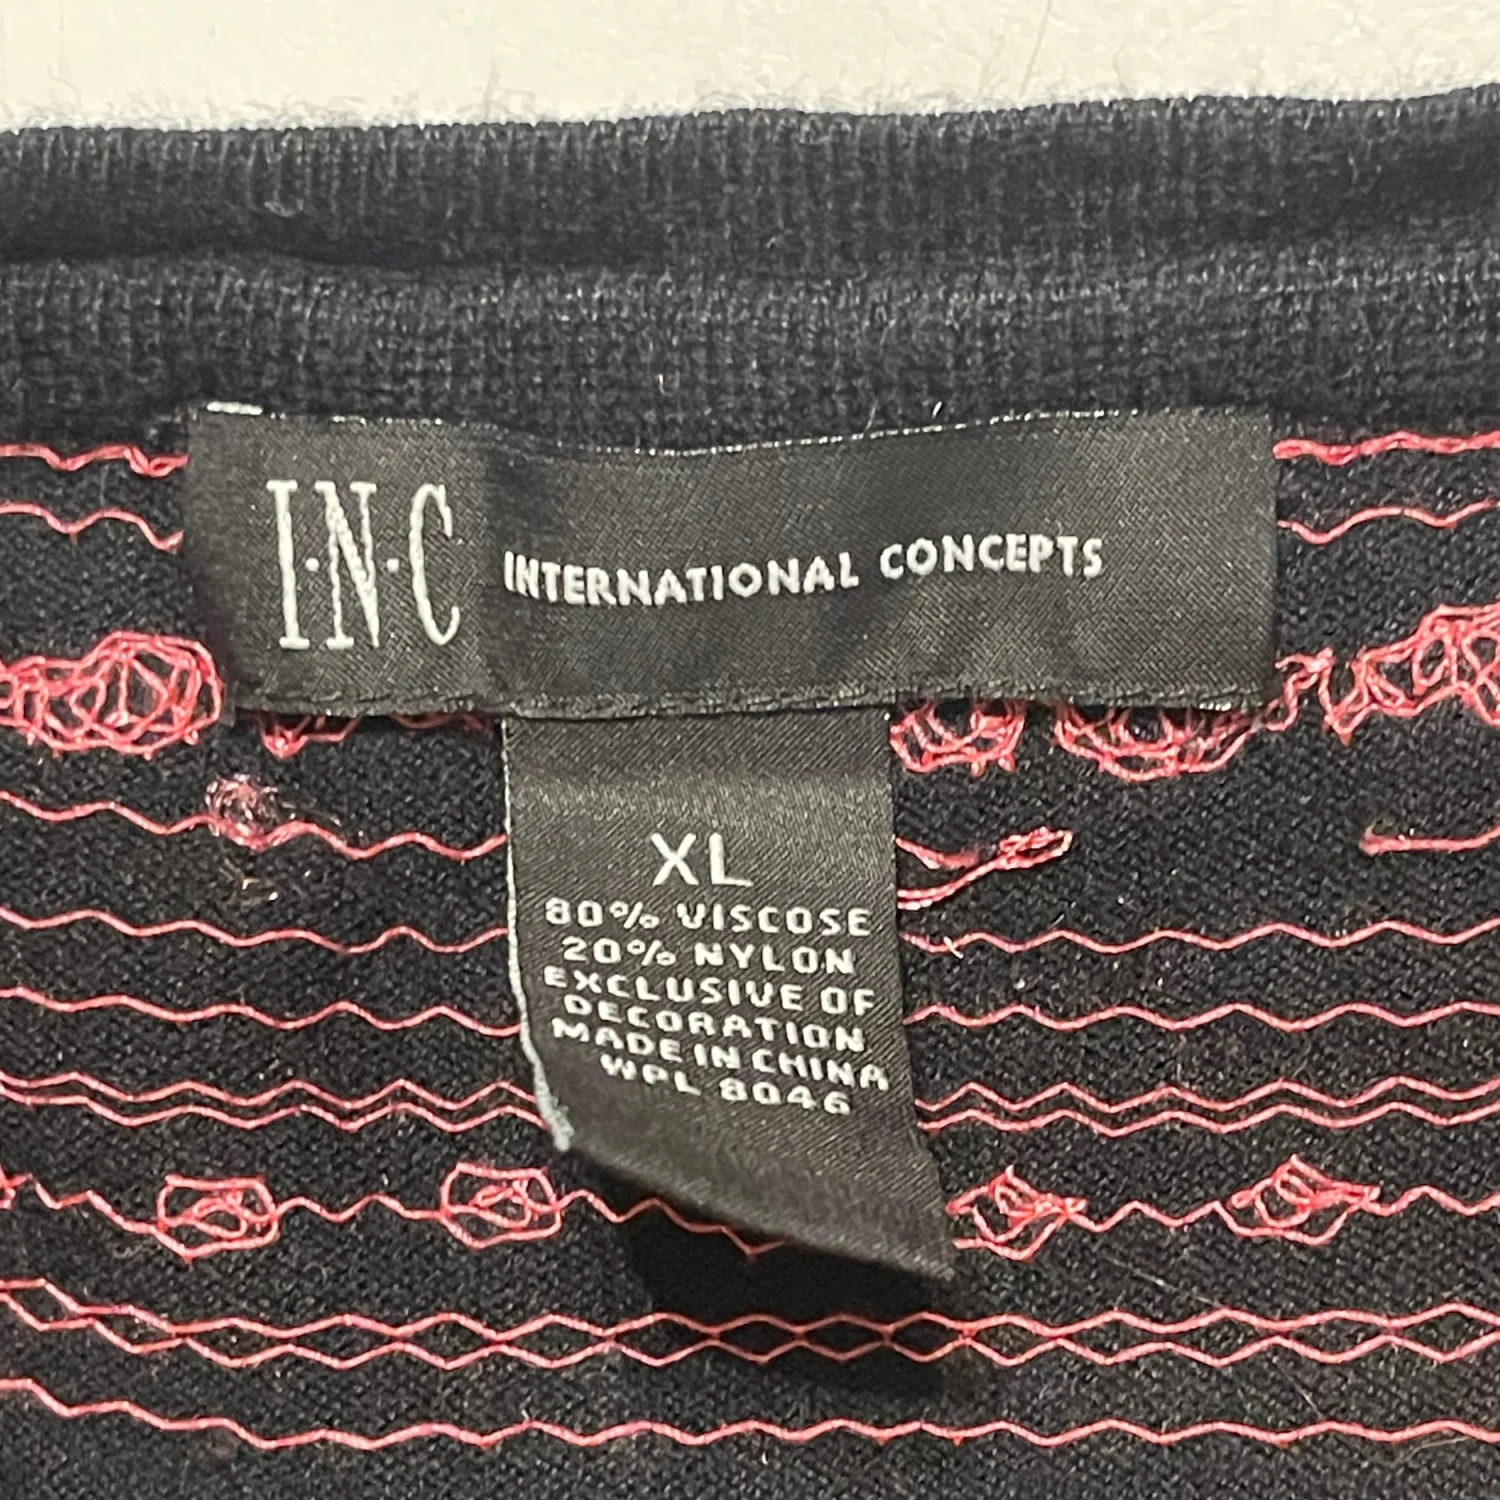 I·N·C INTERNATIONAL CONCEPTS
XL
80% VISCOSE
20% NYLON
EXCLUSIVE OF
DECORATION
MADE IN CHINA
WPL 8046